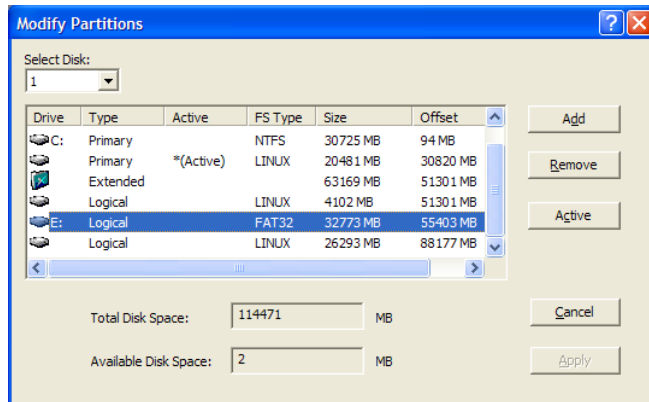 Modify Partitions
Select Disk:
1
Drive Type Active FS Type Size Offset
C: Primary NTFS 30725 MB 94 MB
Primary *(Active) LINUX 20481 MB 30820 MB
Extended 63169 MB 51301 MB
Logical LINUX 4102 MB 51301 MB
E: Logical FAT32 32773 MB 55403 MB
Logical LINUX 26293 MB 88177 MB
Add
Remove
Active
Total Disk Space: 114471 MB
Cancel
Available Disk Space: 2 MB
Apply